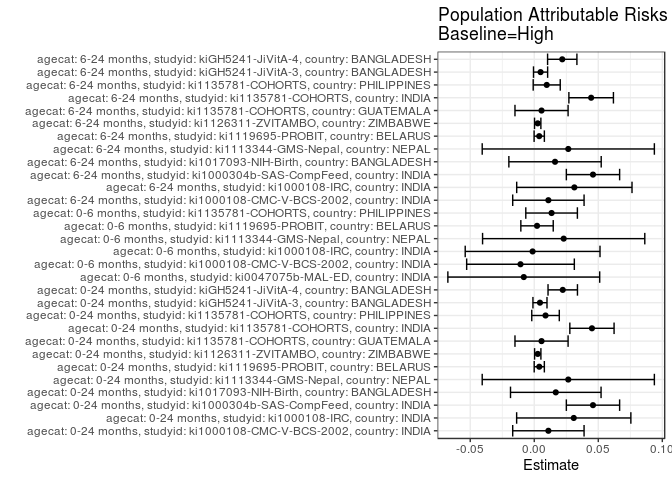 Population Attributable Risks
Baseline=High
agecat: 6-24 months, studyid: kiGH5241-JiVitA-4, country: BANGLADESH
agecat: 6-24 months, studyid: kiGH5241-JiVitA-3, country: BANGLADESH
agecat: 6-24 months, studyid: ki1135781-COHORTS, country: PHILIPPINES
agecat: 6-24 months, studyid: ki1135781-COHORTS, country: INDIA
agecat: 6-24 months, studyid: ki1135781-COHORTS, country: GUATEMALA
agecat: 6-24 months, studyid: ki1126311-ZVITAMBO, country: ZIMBABWE
agecat: 6-24 months, studyid: ki1119695-PROBIT, country: BELARUS
agecat: 6-24 months, studyid: ki1113344-GMS-Nepal, country: NEPAL
agecat: 6-24 months, studyid: ki1017093-NIH-Birth, country: BANGLADESH
agecat: 6-24 months, studyid: ki1000304b-SAS-CompFeed, country: INDIA
agecat: 6-24 months, studyid: ki1000108-IRC, country: INDIA
agecat: 6-24 months, studyid: ki1000108-CMC-V-BCS-2002, country: INDIA
agecat: 0-6 months, studyid: ki1135781-COHORTS, country: PHILIPPINES
agecat: 0-6 months, studyid: ki1119695-PROBIT, country: BELARUS
agecat: 0-6 months, studyid: ki1113344-GMS-Nepal, country: NEPAL
agecat: 0-6 months, studyid: ki1000108-IRC, country: INDIA
agecat: 0-6 months, studyid: ki1000108-CMC-V-BCS-2002, country: INDIA
agecat: 0-6 months, studyid: ki0047075b-MAL-ED, country: INDIA
agecat: 0-24 months, studyid: kiGH5241-JiVitA-4, country: BANGLADESH
agecat: 0-24 months, studyid: kiGH5241-JiVitA-3, country: BANGLADESH
agecat: 0-24 months, studyid: ki1135781-COHORTS, country: PHILIPPINES
agecat: 0-24 months, studyid: ki1135781-COHORTS, country: INDIA
agecat: 0-24 months, studyid: ki1135781-COHORTS, country: GUATEMALA
agecat: 0-24 months, studyid: ki1126311-ZVITAMBO, country: ZIMBABWE
agecat: 0-24 months, studyid: ki1119695-PROBIT, country: BELARUS
agecat: 0-24 months, studyid: ki1113344-GMS-Nepal, country: NEPAL
agecat: 0-24 months, studyid: ki1017093-NIH-Birth, country: BANGLADESH
agecat: 0-24 months, studyid: ki1000304b-SAS-CompFeed, country: INDIA
agecat: 0-24 months, studyid: ki1000108-IRC, country: INDIA
agecat: 0-24 months, studyid: ki1000108-CMC-V-BCS-2002, country: INDIA
-0.05 0.00 0.05 0.10
Estimate